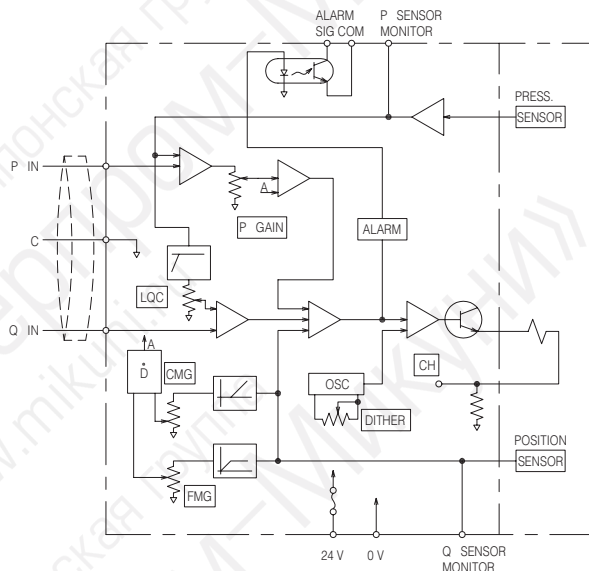 ALARM
SIG COM
P SENSOR
MONITOR
PRESS.
SENSOR
P IN
A
P GAIN
ALARM
C
LQC
Q IN
A
Ḋ
CMG
OSC
CH
DITHER
FMG
POSITION
SENSOR
24 V
0 V
Q SENSOR
MONITOR